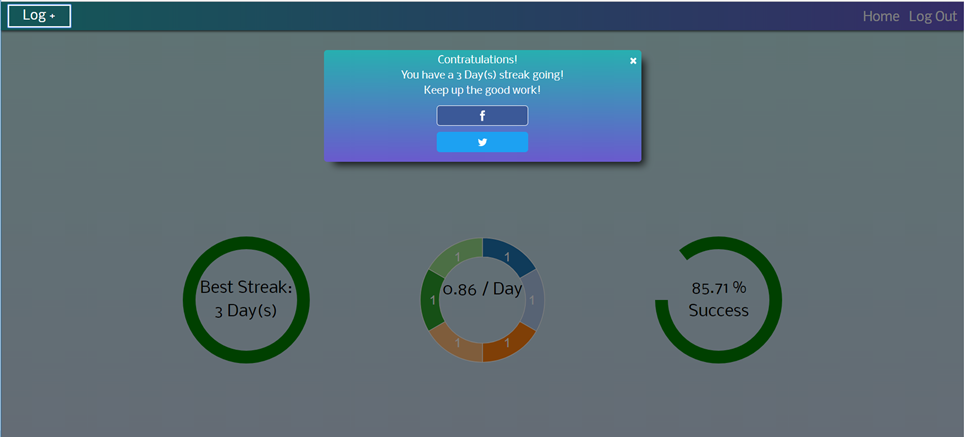 Log +
Home Log Out
Contratulations!
You have a 3 Day(s) streak going!
Keep up the good work!
Best Streak:
3 Day(s)
1 1
1 1
1 1
0.86 / Day
85.71 %
Success